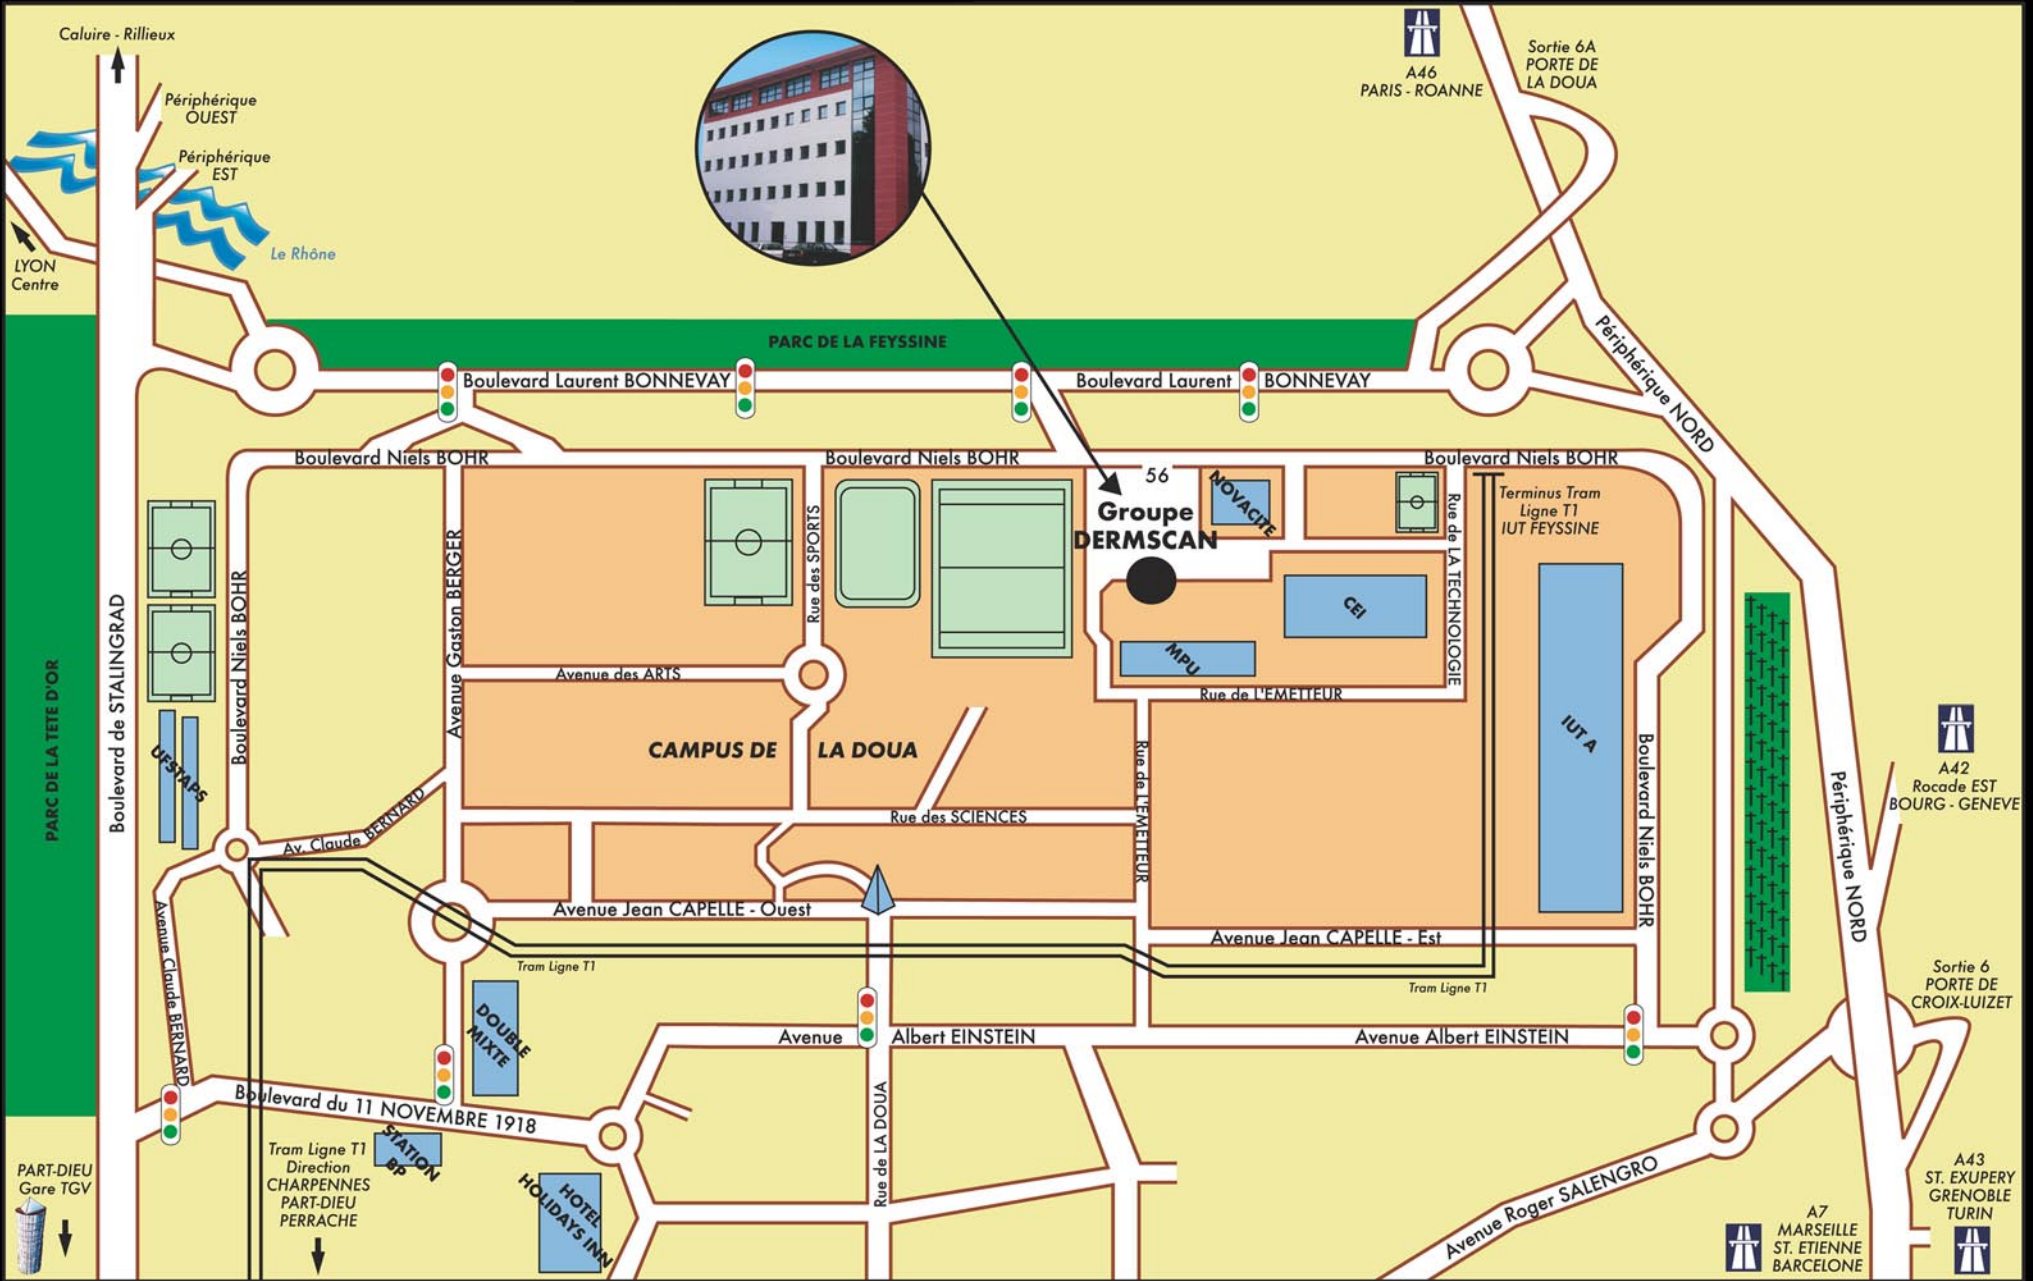 Caluire - Rillieux
Périphérique
OUEST
Périphérique
EST
Le Rhône
LYON
Centre
A46
PARIS - ROANNE
Sortie 6A
PORTE DE
LA DOUA
PARC DE LA FEYSSINE
Boulevard Laurent BONNEVAY
Boulevard Laurent BONNEVAY
Périphérique NORD
Boulevard Niels BOHR
Boulevard Niels BOHR
Boulevard Niels BOHR
56
Groupe
DERMSCAN
NOVACITE
Terminus Tram
Ligne T1
IUT FEYSSINE
Rue de LA TECHNOLOGIE
Rue des SPORTS
Avenue Gaston BERGER
Boulevard Niels BOHR
Boulevard de STALINGRAD
PARC DE LA TETE D'OR
UFSTAPS
CEI
MPU
Avenue des ARTS
Rue de L'EMETTEUR
IUT A
CAMPUS DE LA DOUA
Rue de L'EMETTEUR
Boulevard Niels BOHR
Périphérique NORD
A42
Rocade EST
BOURG - GENEVE
Av. Claude BERNARD
Rue des SCIENCES
Avenue Jean CAPELLE - Ouest
Avenue Jean CAPELLE - Est
Tram Ligne T1
Tram Ligne T1
Avenue Claude BERNARD
DOUBLE
MIXTE
Sortie 6
PORTE DE
CROIX-LUIZET
Avenue Albert EINSTEIN
Avenue Albert EINSTEIN
Boulevard du 11 NOVEMBRE 1918
Rue de LA DOUA
STATION
BP
HOTEL
HOLIDAYS INN
Tram Ligne T1
Direction
CHARPENNES
PART-DIEU
PERRACHE
PART-DIEU
Gare TGV
Avenue Roger SALENGRO
A7
MARSEILLE
ST. ETIENNE
BARCELONE
A43
ST. EXUPERY
GRENOBLE
TURIN